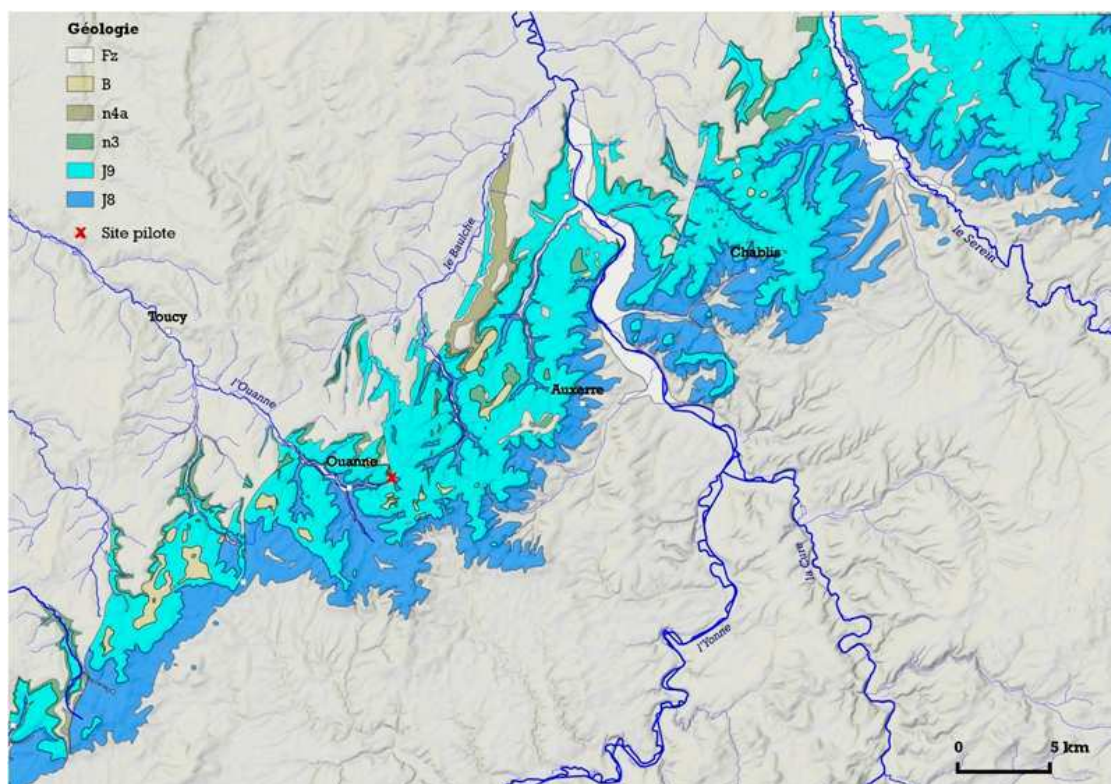 Géologie
Fz
B
n4a
n3
J9
J8
Site pilote
le Baulche
le Serein
Chablis
Toucy
l'Ouanne
Auxerre
Ouanne
la Cure
l'Yonne
0 5 km